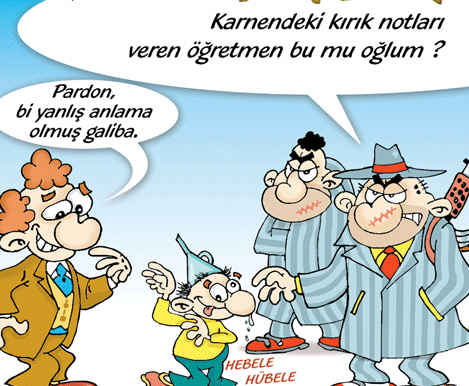 Karnendeki kırık notları
veren öğretmen bu mu oğlum ?
Pardon,
bi yanlış anlama
olmuş galiba.
HEBELE
HÜBELE